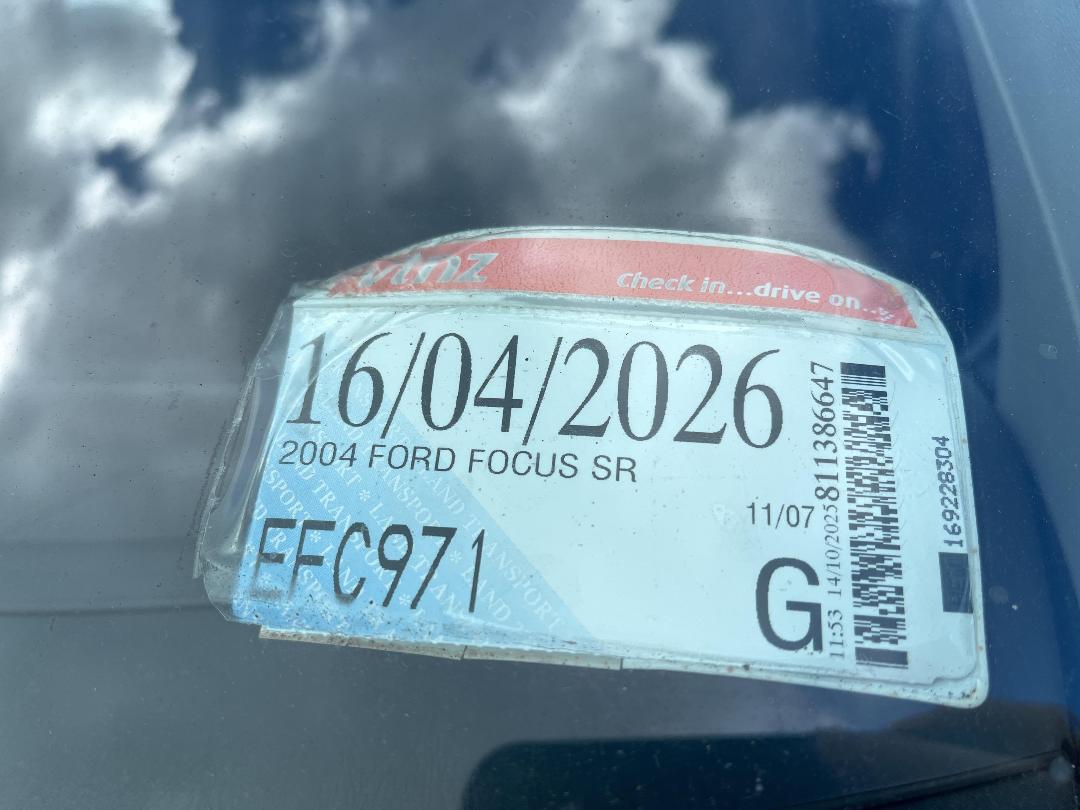 vtnz
Check in...drive on...
16/04/2026
2004 FORD FOCUS SR
11/07
EFC971
G
11:53 14/10/2025 811386647
169228304